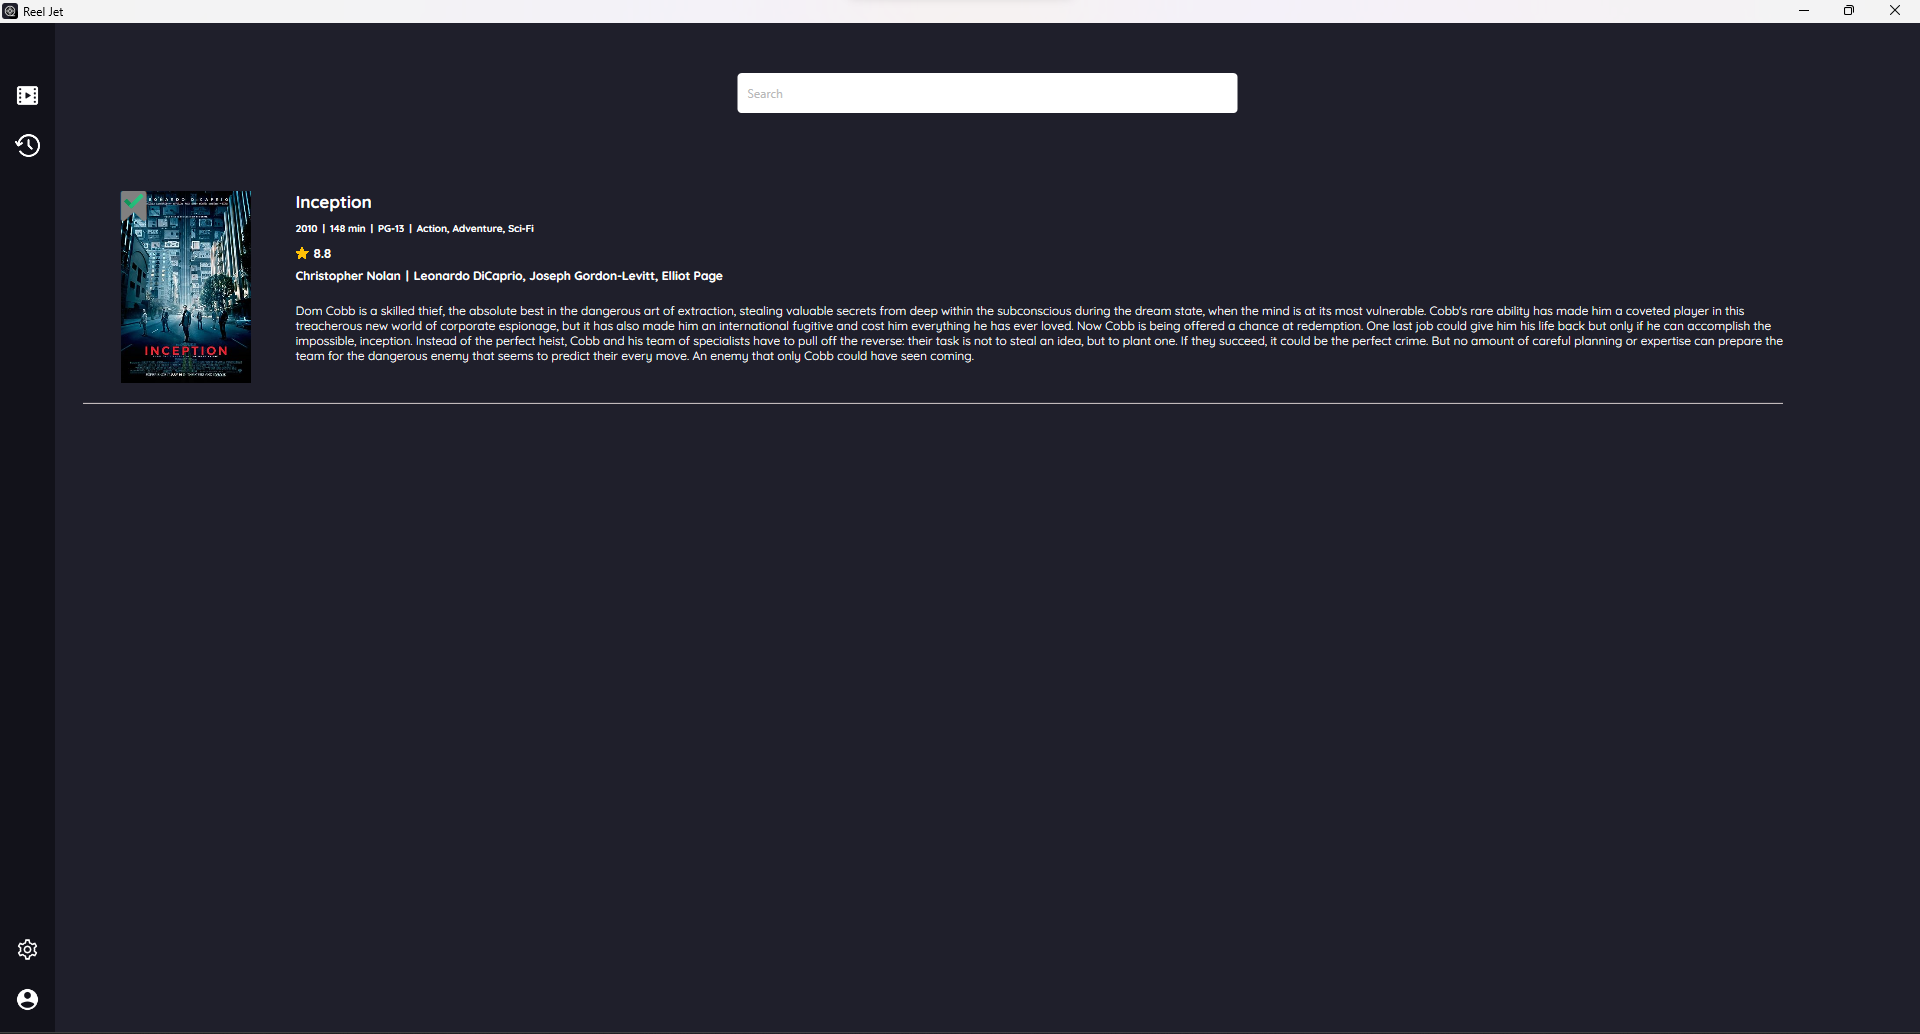 Reel Jet
Search
Inception
2010 | 148 min | PG-13 | Action, Adventure, Sci-Fi
8.8
Christopher Nolan | Leonardo DiCaprio, Joseph Gordon-Levitt, Elliot Page
Dom Cobb is a skilled thief, the absolute best in the dangerous art of extraction, stealing valuable secrets from deep within the subconscious during the dream state, when the mind is at its most vulnerable. Cobb's rare ability has made him a coveted player in this
treacherous new world of corporate espionage, but it has also made him an international fugitive and cost him everything he has ever loved. Now Cobb is being offered a chance at redemption. One last job could give him his life back but only if he can accomplish the
impossible, inception. Instead of the perfect heist, Cobb and his team of specialists have to pull off the reverse: their task is not to steal an idea, but to plant one. If they succeed, it could be the perfect crime. But no amount of careful planning or expertise can prepare the
team for the dangerous enemy that seems to predict their every move. An enemy that only Cobb could have seen coming.
INCEPTION